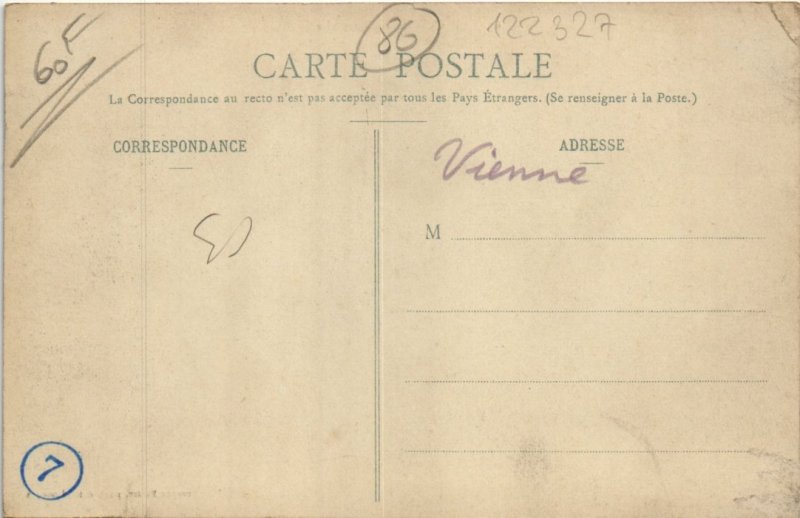 60F
86
122327
CARTE POSTALE
La Correspondance au recto n'est pas acceptée par tous les Pays Étrangers. (Se renseigner à la Poste.)
CORRESPONDANCE
ADRESSE
Vienne
M
7